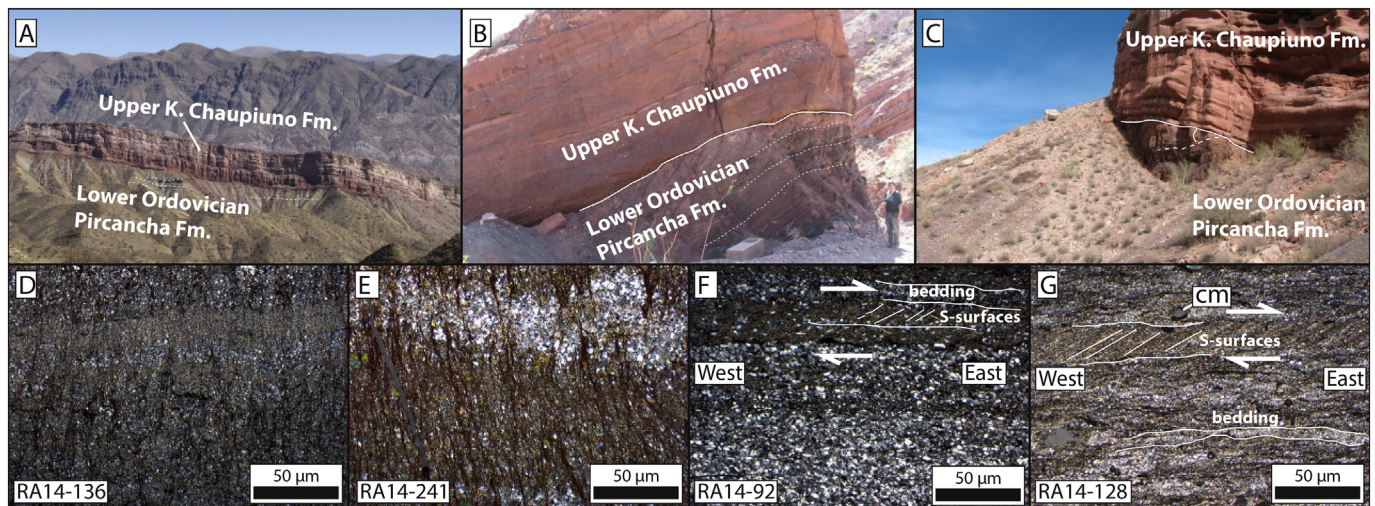 A
Upper K. Chaupiuno Fm.
Lower Ordovician
Pircancha Fm.
B
Upper K. Chaupiuno Fm.
Lower Ordovician
Pircancha Fm.
C
Upper K. Chaupiuno Fm.
Lower Ordovician
Pircancha Fm.
D
50 µm
RA14-136
E
50 µm
RA14-241
F
bedding
S-surfaces
West
East
50 µm
RA14-92
G
cm
S-surfaces
West
East
bedding
50 µm
RA14-128